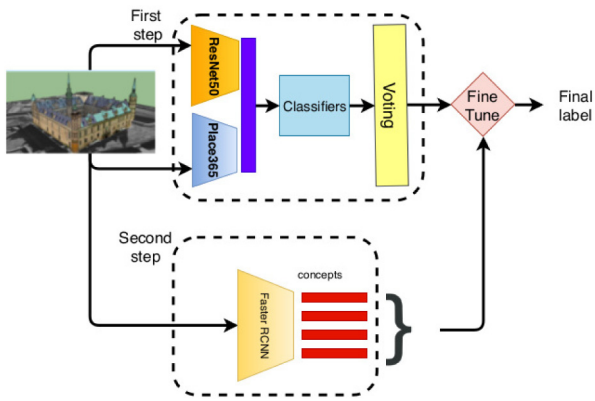 First
step
ResNet50
Place365
Classifiers
Voting
Fine
Tune
Final
label
Second
step
Faster RCNN
concepts